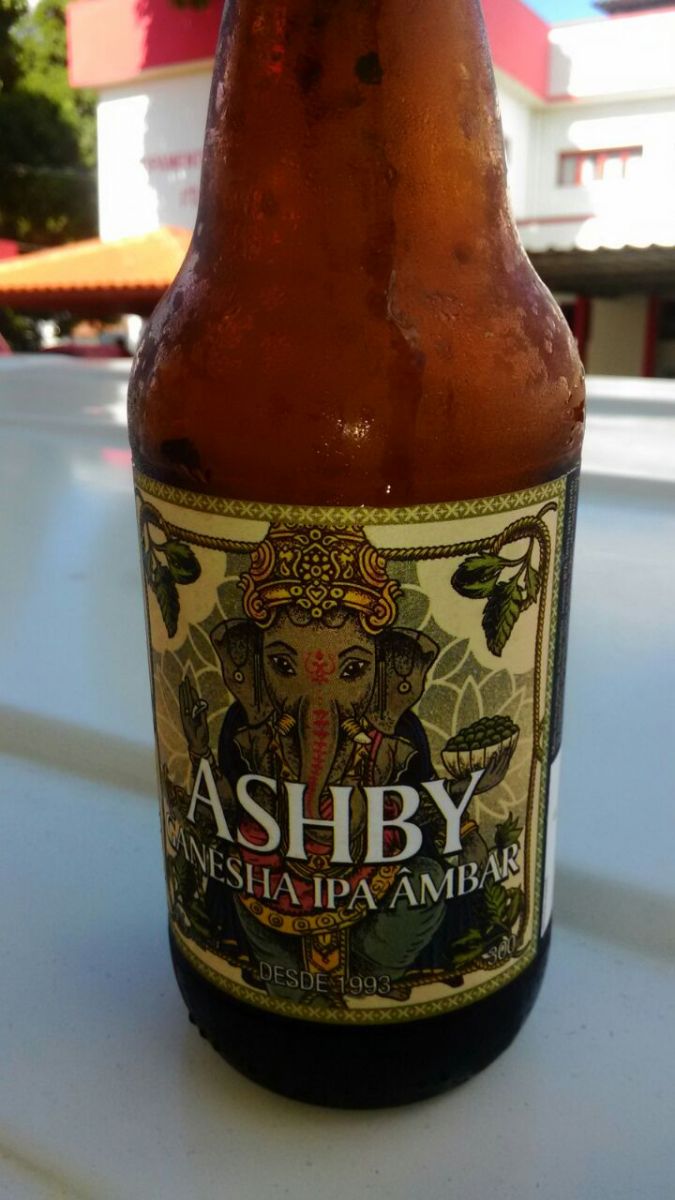 ASHBY
GANESHA IPA ÂMBAR
300
DESDE 1993